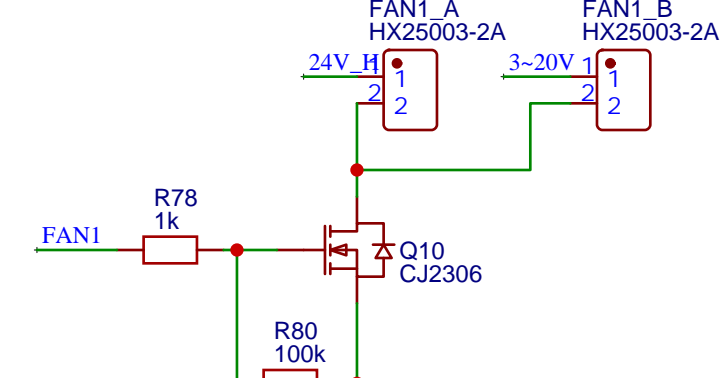 FAN1_A
HX25003-2A
FAN1_B
HX25003-2A
24V_H
1
1
2
2
3~20V
1
1
2
2
R78
1k
FAN1
Q10
CJ2306
R80
100k